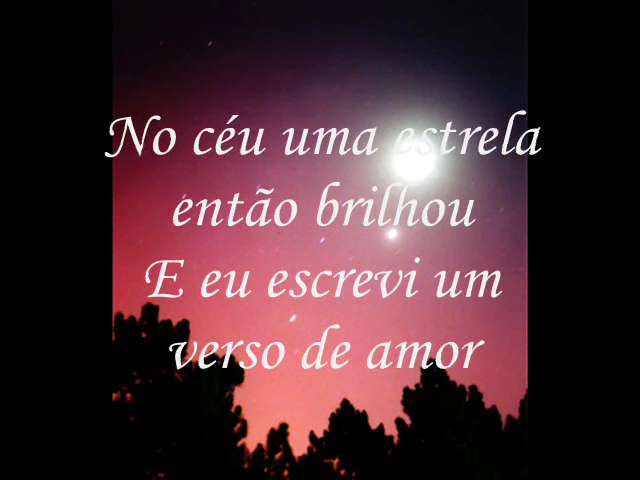 No céu uma estrela
então brilhou
E eu escrevi um
verso de amor